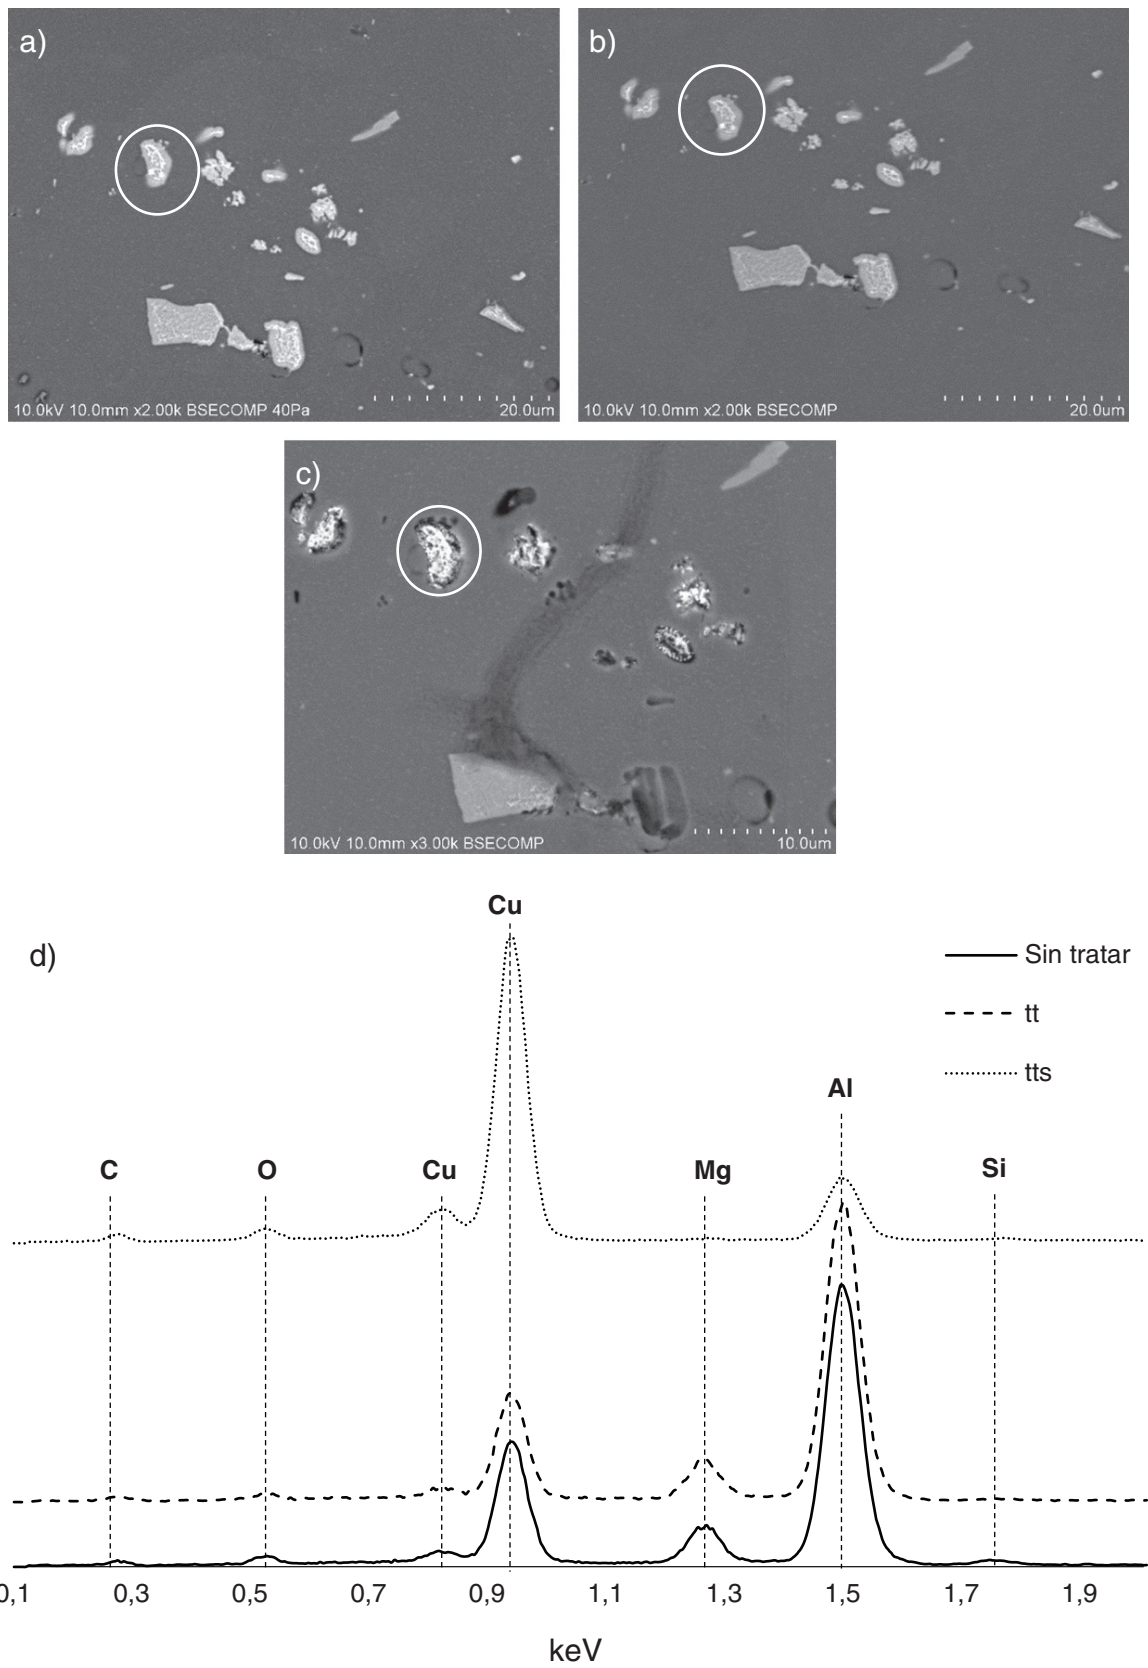 a)
10.0kV 10.0mm x2.00k BSECOMP 40Pa
20.0um
b)
10.0kV 10.0mm x2.00k BSECOMP
20.0um
c)
10.0kV 10.0mm x3.00k BSECOMP
10.0um
d)
Cu
Sin tratar
tt
tts
Al
C
O
Cu
Mg
Si
0,1 0,3 0,5 0,7 0,9 1,1 1,3 1,5 1,7 1,9
keV